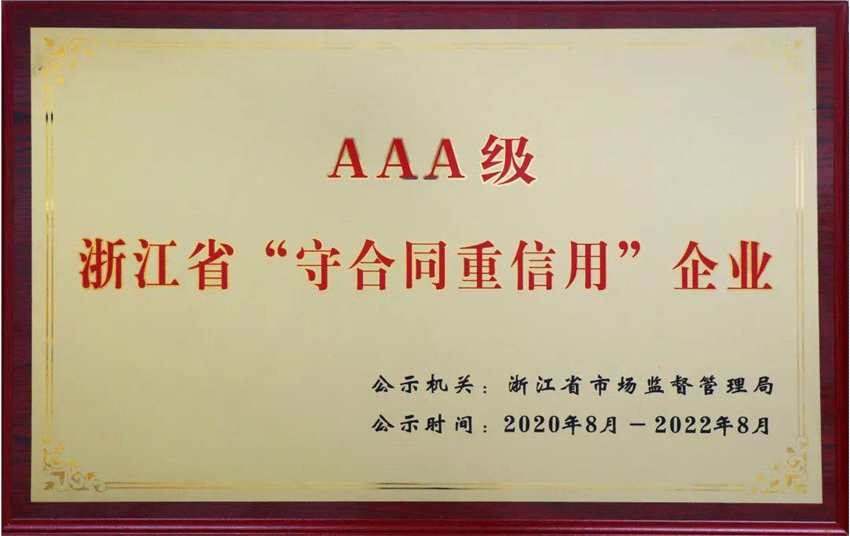 AAA级
浙江省“守合同重信用”企业
公示机关：浙江省市场监督管理局
公示时间：2020年8月－2022年8月